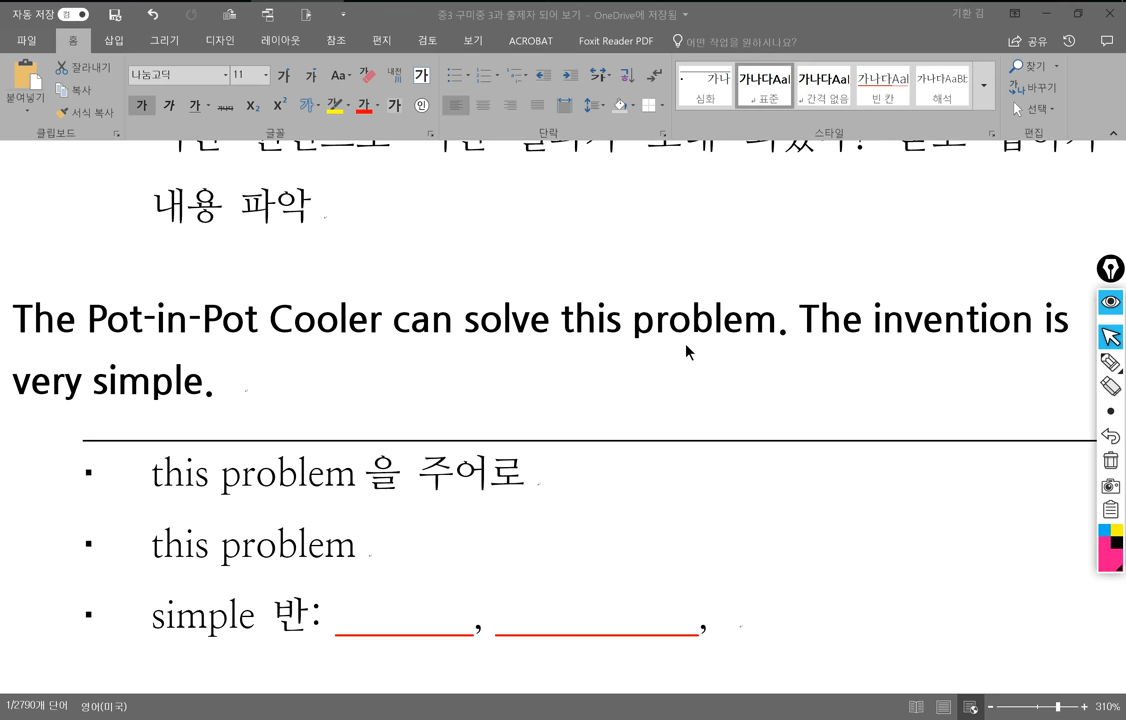 자동 저장 컴
중3 구미중 3과 출제자 되어 보기 - OneDrive에 저장됨
기환 김
파일 홈 삽입 그리기 디자인 레이아웃 참조 편지 검토 보기 ACROBAT Foxit Reader PDF 어떤 작업을 원하시나요? 공유
붙여넣기 잘라내기 복사 서식 복사
나눔고딕 11
가나 가나다AaI 가나다AaI 가나다AaI 가나다AaBb
심화 표준 간격 없음 빈 칸 해석
찾기 바꾸기 선택
클립보드 글꼴 단락 스타일 편집
내용 파악
The Pot-in-Pot Cooler can solve this problem. The invention is
very simple.
▪ this problem을 주어로
▪ this problem
▪ simple 반: ________, ____________,
1/2790개 단어 영어(미국) 310%